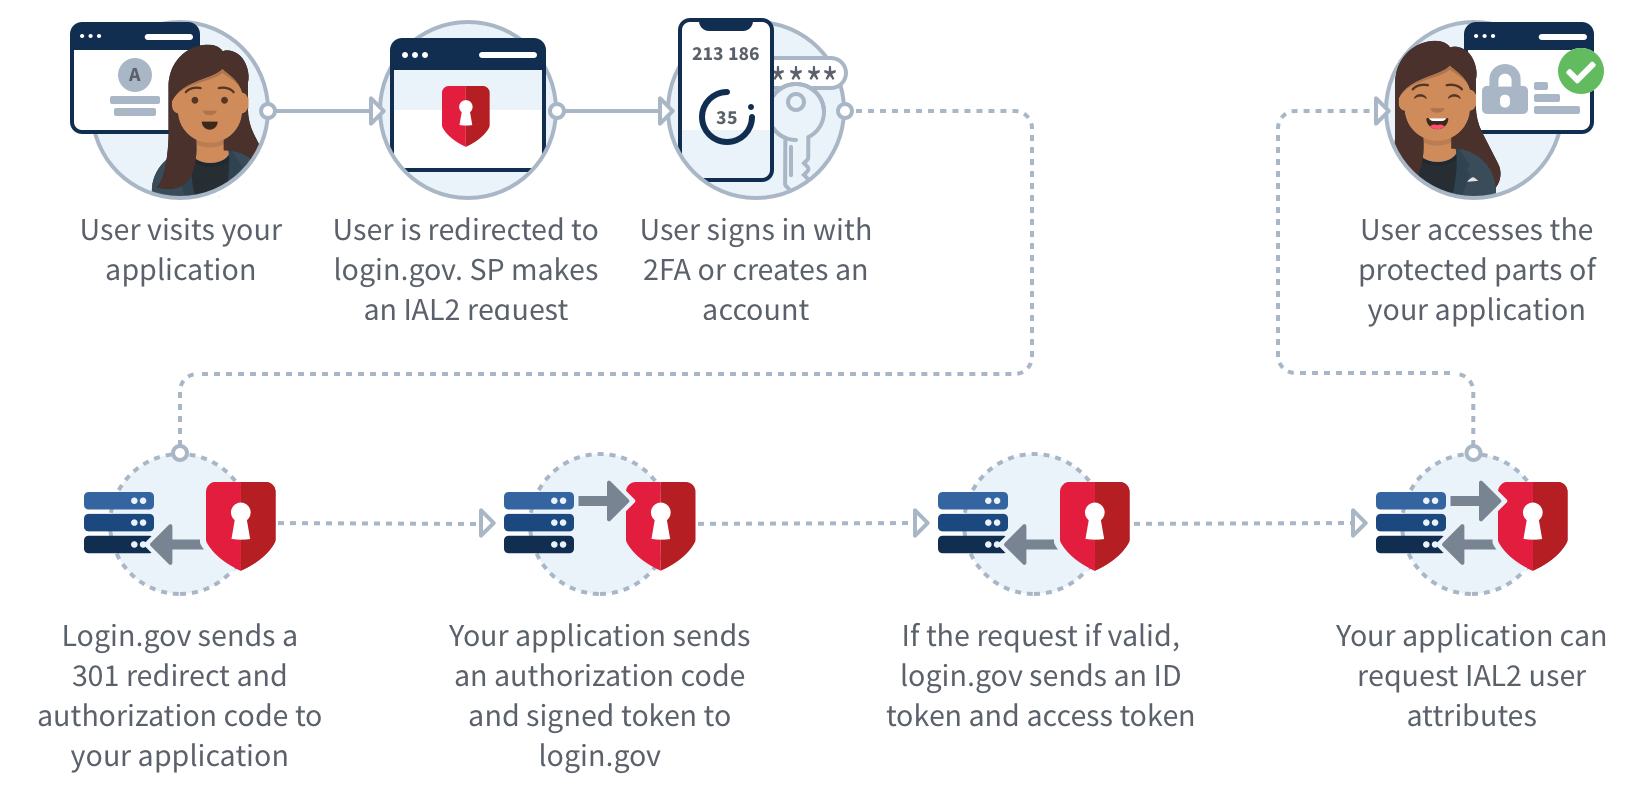 A
213 186
****
35
User visits your
application
User is redirected to
login.gov. SP makes
an IAL2 request
User signs in with
2FA or creates an
account
User accesses the
protected parts of
your application
Login.gov sends a
301 redirect and
authorization code to
your application
Your application sends
an authorization code
and signed token to
login.gov
If the request if valid,
login.gov sends an ID
token and access token
Your application can
request IAL2 user
attributes